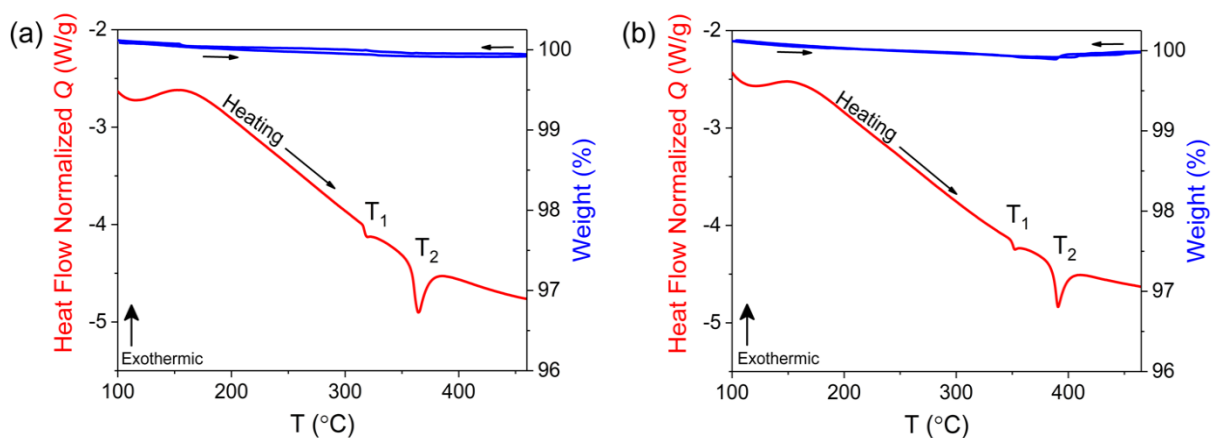 (a)
Heat Flow Normalized Q (W/g)
-2
-3
-4
-5
Heating
T1
T2
Exothermic
100
200
300
400
T (°C)
100
99
98
97
96
Weight (%)
(b)
Heat Flow Normalized Q (W/g)
-2
-3
-4
-5
Heating
T1
T2
Exothermic
100
200
300
400
T (°C)
100
99
98
97
96
Weight (%)